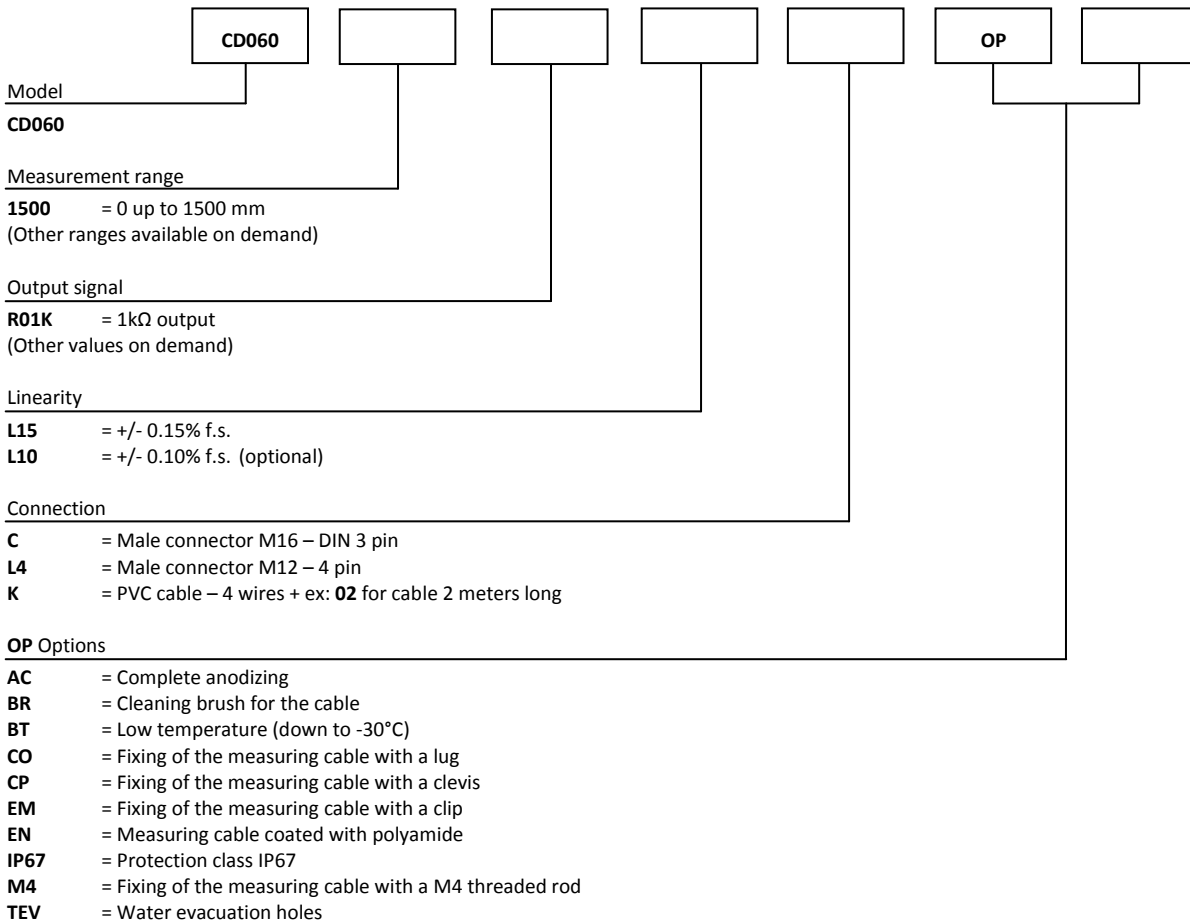 CD060 OP
Model
CD060
Measurement range
1500 = 0 up to 1500 mm
(Other ranges available on demand)
Output signal
R01K = 1kΩ output
(Other values on demand)
Linearity
L15 = +/- 0.15% f.s.
L10 = +/- 0.10% f.s. (optional)
Connection
C = Male connector M16 – DIN 3 pin
L4 = Male connector M12 – 4 pin
K = PVC cable – 4 wires + ex: 02 for cable 2 meters long
OP Options
AC = Complete anodizing
BR = Cleaning brush for the cable
BT = Low temperature (down to -30°C)
CO = Fixing of the measuring cable with a lug
CP = Fixing of the measuring cable with a clevis
EM = Fixing of the measuring cable with a clip
EN = Measuring cable coated with polyamide
IP67 = Protection class IP67
M4 = Fixing of the measuring cable with a M4 threaded rod
TEV = Water evacuation holes